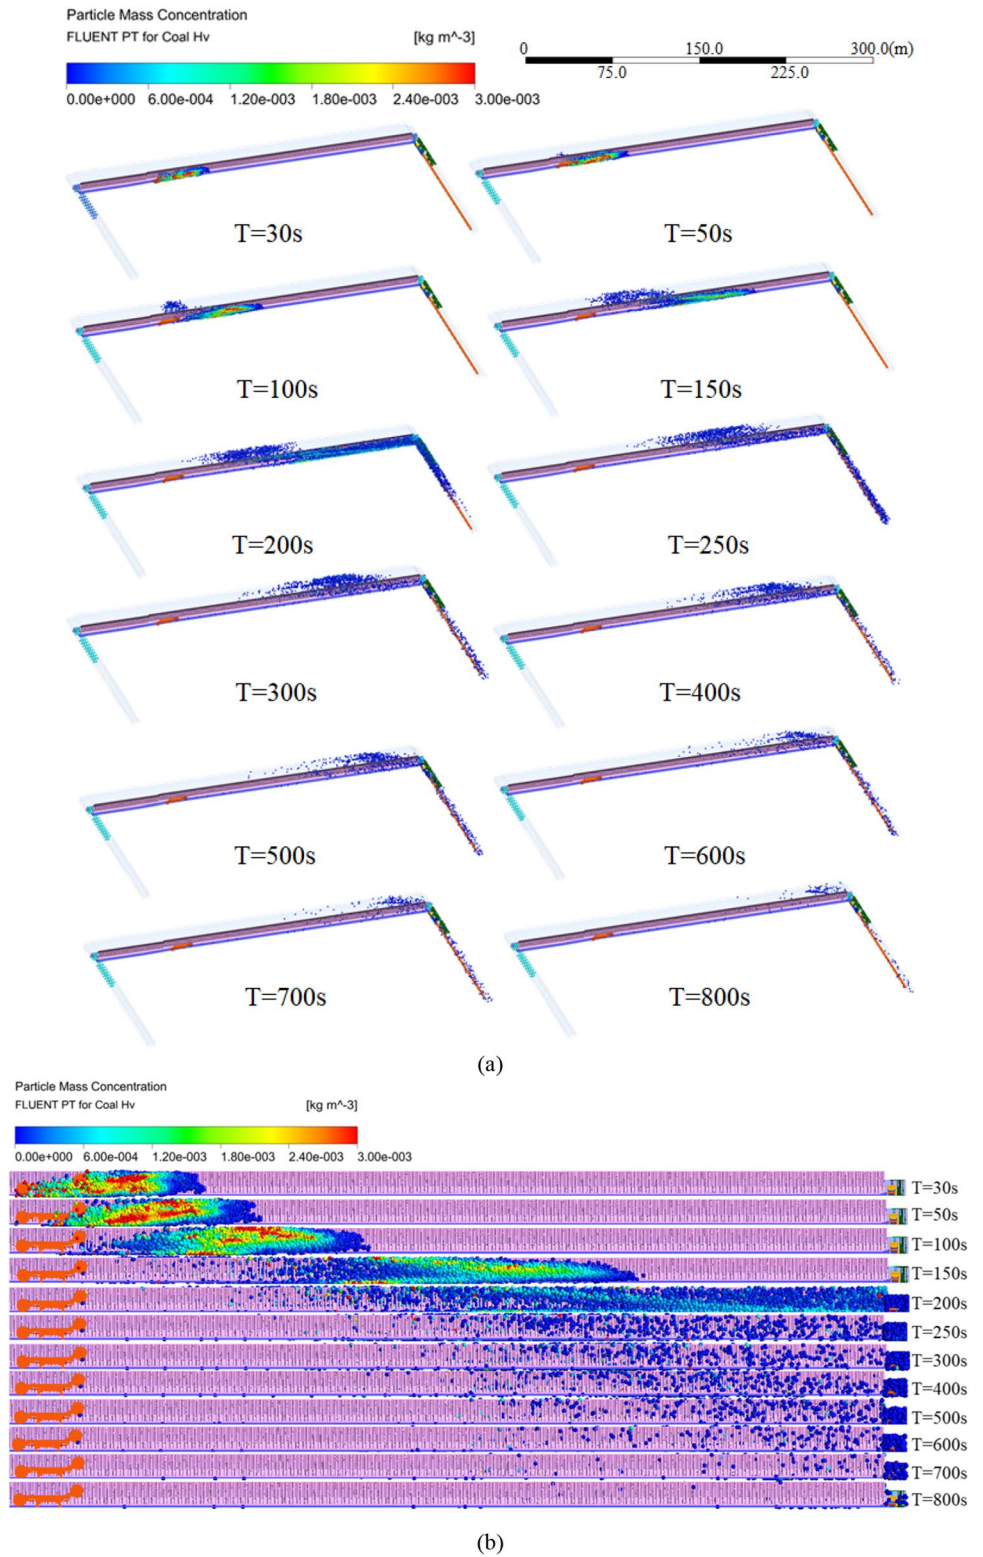 Particle Mass Concentration
FLUENT PT for Coal Hv [kg m^-3]
0.00e+000 6.00e-004 1.20e-003 1.80e-003 2.40e-003 3.00e-003
0 150.0 300.0(m)
75.0 225.0
T=30s T=50s
T=100s T=150s
T=200s T=250s
T=300s T=400s
T=500s T=600s
T=700s T=800s
(a)
Particle Mass Concentration
FLUENT PT for Coal Hv [kg m^-3]
0.00e+000 6.00e-004 1.20e-003 1.80e-003 2.40e-003 3.00e-003
T=30s
T=50s
T=100s
T=150s
T=200s
T=250s
T=300s
T=400s
T=500s
T=600s
T=700s
T=800s
(b)